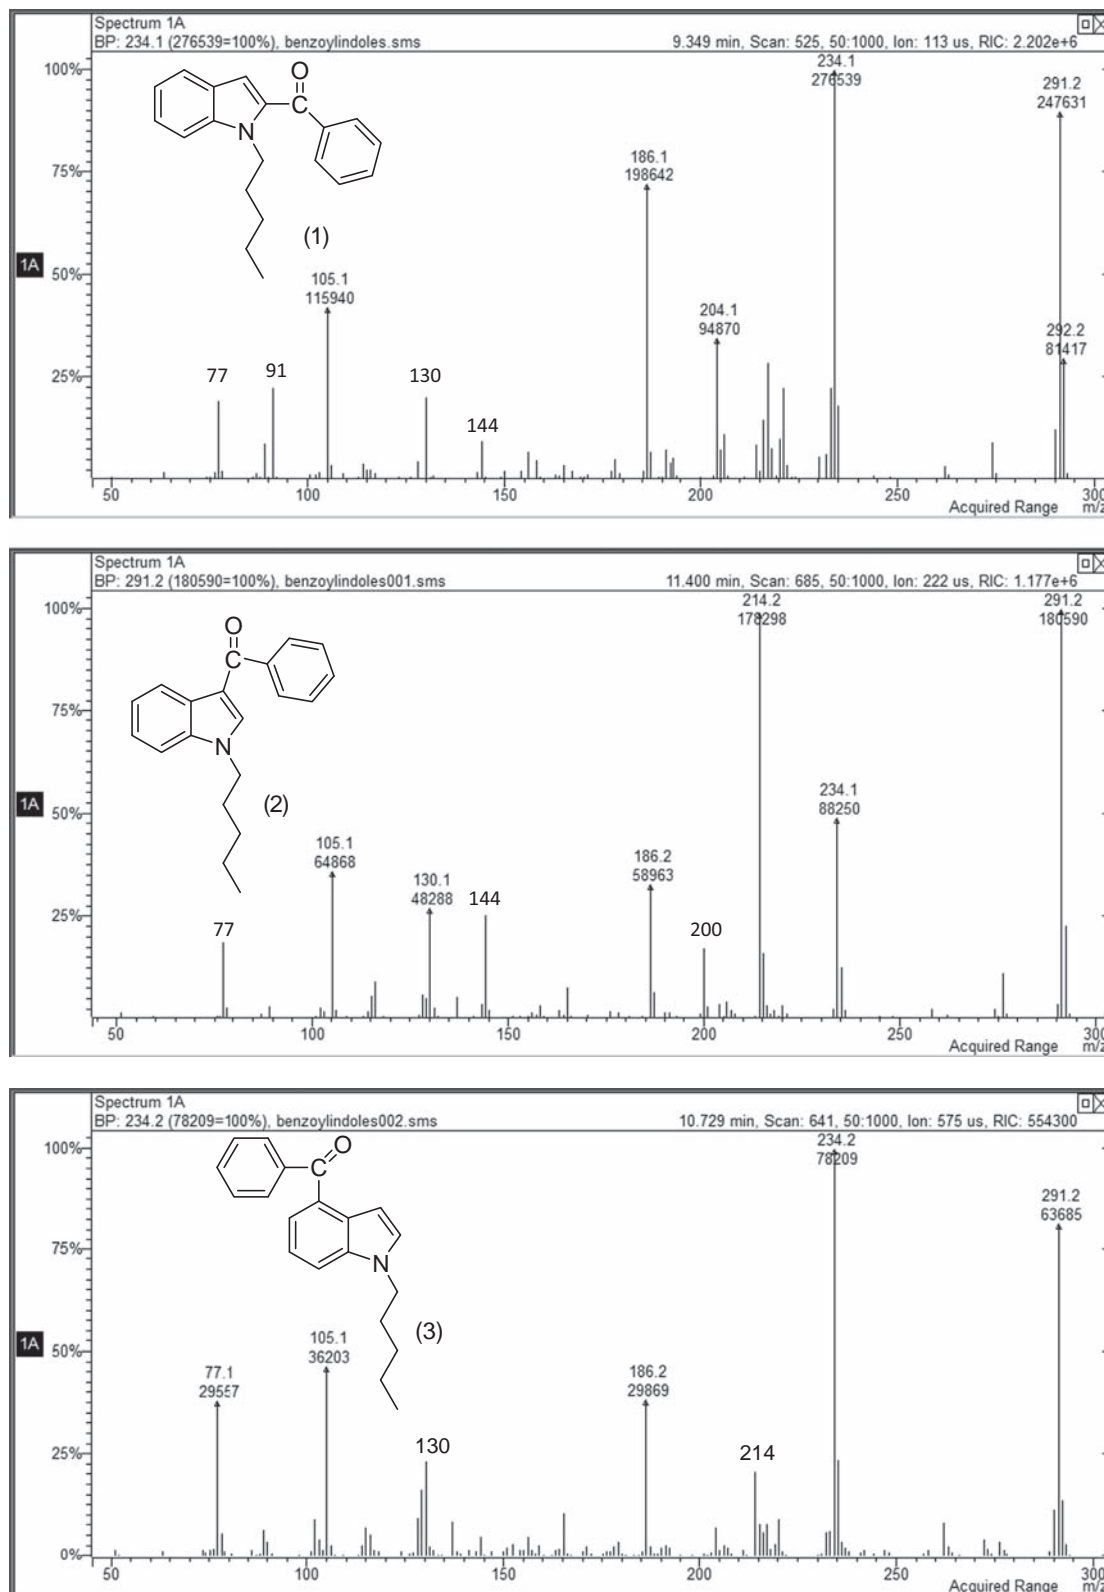 Spectrum 1A
BP: 234.1 (276539=100%), benzoylindoles.sms 9.349 min, Scan: 525, 50:1000, Ion: 113 us, RIC: 2.202e+6
100%
75%
50%
25%
1A
O
C
N
(1)
77
91
105.1
115940
130
144
186.1
198642
204.1
94870
234.1
276539
291.2
247631
292.2
81417
50 100 150 200 250 300
Acquired Range m/z
Spectrum 1A
BP: 291.2 (180590=100%), benzoylindoles001.sms 11.400 min, Scan: 685, 50:1000, Ion: 222 us, RIC: 1.177e+6
100%
75%
50%
25%
1A
O
C
N
(2)
77
105.1
64868
130.1
48288
144
186.2
58963
200
214.2
178298
234.1
88250
291.2
180590
50 100 150 200 250 300
Acquired Range m/z
Spectrum 1A
BP: 234.2 (78209=100%), benzoylindoles002.sms 10.729 min, Scan: 641, 50:1000, Ion: 575 us, RIC: 554300
100%
75%
50%
25%
0%
1A
O
C
N
(3)
77.1
29557
105.1
36203
130
186.2
29869
214
234.2
78209
291.2
63685
50 100 150 200 250 300
Acquired Range m/z